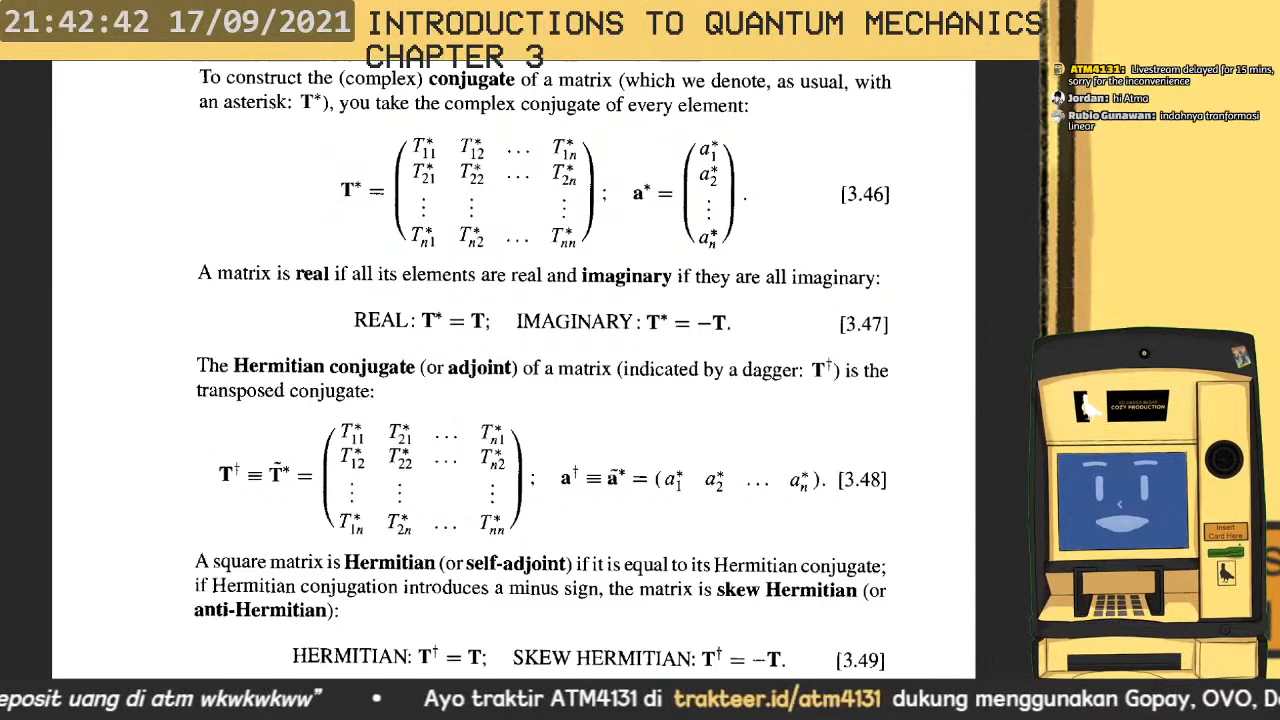 21:42:42 17/09/2021
INTRODUCTIONS TO QUANTUM MECHANICS
CHAPTER 3
To construct the (complex) conjugate of a matrix (which we denote, as usual, with
an asterisk: T*), you take the complex conjugate of every element:
T* = ( T*11 T*12 ... T*1n
T*21 T*22 ... T*2n
⋮ ⋮ ⋮
T*n1 T*n2 ... T*nn ) ; a* = ( a*1
a*2
⋮
a*n ) . [3.46]
A matrix is real if all its elements are real and imaginary if they are all imaginary:
REAL: T* = T; IMAGINARY: T* = −T. [3.47]
The Hermitian conjugate (or adjoint) of a matrix (indicated by a dagger: T†) is the
transposed conjugate:
T† ≡ T̃* = ( T*11 T*21 ... T*n1
T*12 T*22 ... T*n2
⋮ ⋮ ⋮
T*1n T*2n ... T*nn ) ; a† ≡ ã* = (a*1 a*2 ... a*n). [3.48]
A square matrix is Hermitian (or self-adjoint) if it is equal to its Hermitian conjugate;
if Hermitian conjugation introduces a minus sign, the matrix is skew Hermitian (or
anti-Hermitian):
HERMITIAN: T† = T; SKEW HERMITIAN: T† = −T. [3.49]
ATM4131: Livestream delayed for 15 mins,
sorry for the inconvenience
Jordan: hi Atma
Rubio Gunawan: indahnya tranformasi
linear
COZY PRODUCTION
Insert
Card Here
eposit uang di atm wkwkwkww" • Ayo traktir ATM4131 di trakteer.id/atm4131 dukung menggunakan Gopay, OVO, D